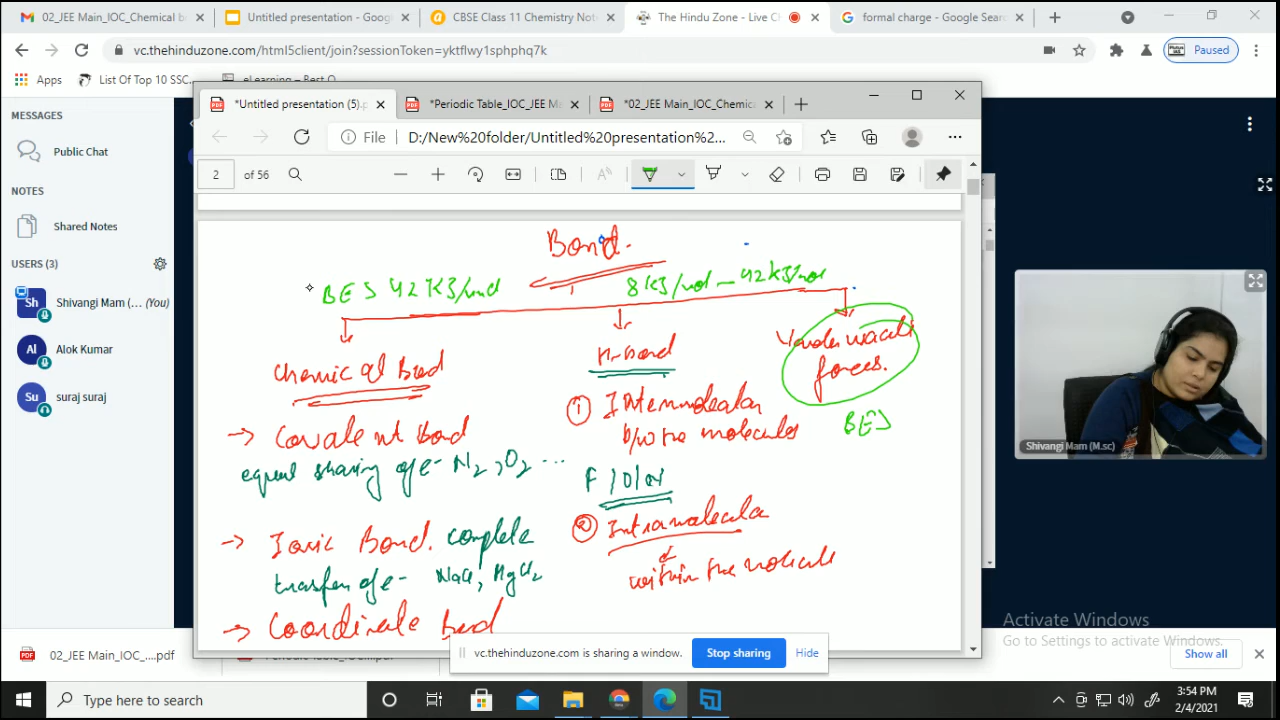 02_JEE Main_IOC_Chemical b
Untitled presentation - Goog
CBSE Class 11 Chemistry Not
The Hindu Zone - Live C
formal charge - Google Sear
vc.thehinduzone.com/html5client/join?sessionToken=yktflwy1sphphq7k
Paused
Apps
List Of Top 10 SSC...
eLearning – Best O
MESSAGES
Public Chat
NOTES
Shared Notes
USERS (3)
Sh
Shivangi Mam (You)
Al
Alok Kumar
Su
suraj suraj
*Untitled presentation (5).p
*Periodic Table_IOC_JEE M
*02_JEE Main_IOC_Chemic
File
D:/New%20folder/Untitled%20presentation%2...
2 of 56
Bond.
BE > 42 KJ/mol
8 KJ/mol - 42 KJ/mol
Chemical Bond
H-Bond
Vander waals
forces.
→ Covalent Bond
① Intermolecular
b/w the molecules
BE >
equal sharing of e- N2, O2 ...
F/O/N
② Intramolecular
→ Ionic Bond. complete
within the molecule
transfer of e- NaCl, MgCl2
→ Coordinate bond
Shivangi Mam (M.sc)
Activate Windows
Go to Settings to activate Windows.
02_JEE Main_IOC_....pdf
vc.thehinduzone.com is sharing a window.
Stop sharing
Hide
Show all
Type here to search
3:54 PM
2/4/2021